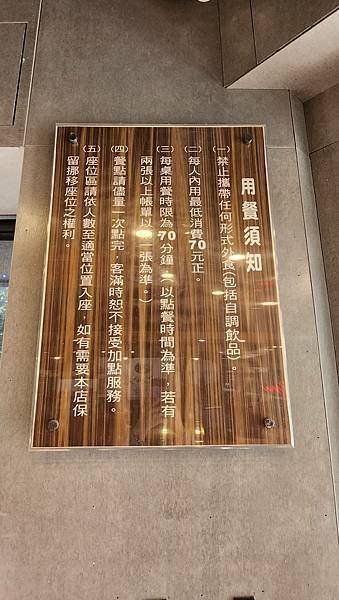 用餐須知
(一)禁止攜帶任何形式外食(包括自調飲品)。
(二)每人內用最低消費70元正。
(三)每桌用餐時限為70分鐘。(以點餐時間為準，若有
兩張以上帳單以第一張為準。)
(四)餐點請儘量一次點完，客滿時恕不接受加點服務。
(五)座位區請依人數至適當位置入座，如有需要本店保
留挪移座位之權利。